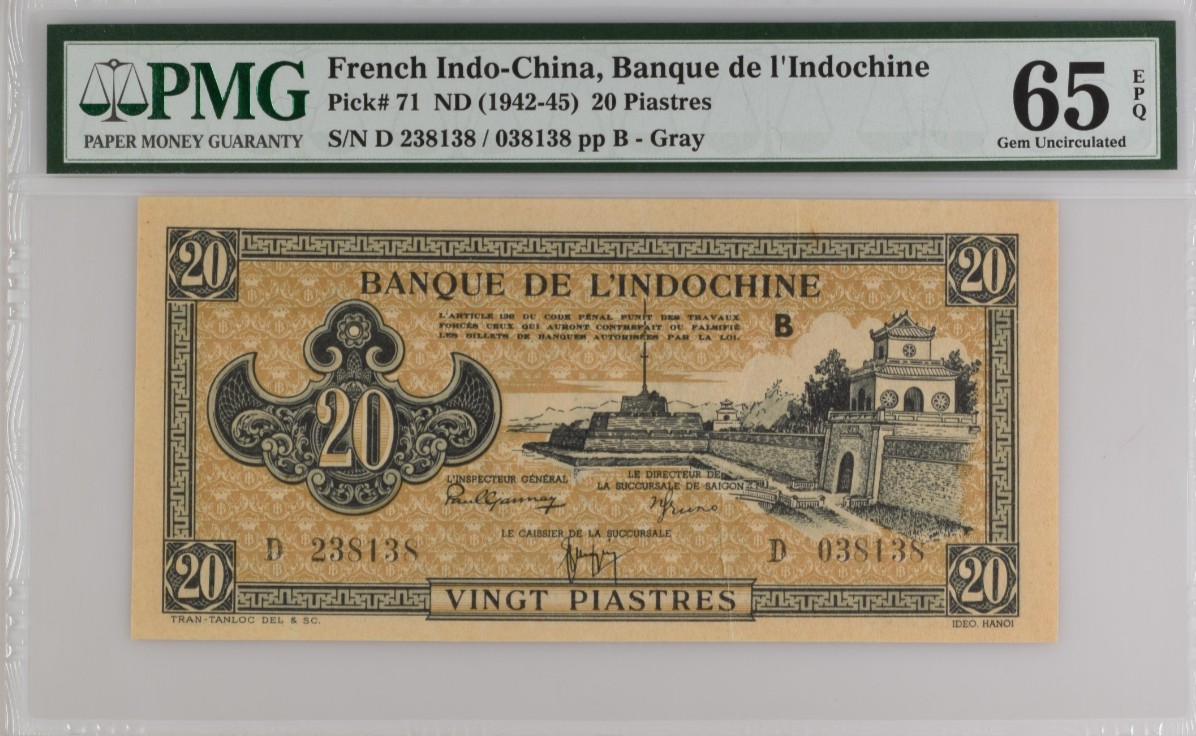 PMG
PAPER MONEY GUARANTY
French Indo-China, Banque de l'Indochine
Pick# 71 ND (1942-45) 20 Piastres
S/N D 238138 / 038138 pp B - Gray
65 EPQ
Gem Uncirculated
20
20
BANQUE DE L'INDOCHINE
L'ARTICLE 139 DU CODE PÉNAL PUNIT DES TRAVAUX
FORCÉS CEUX QUI AURONT CONTREFAIT OU FALSIFIÉ
LES BILLETS DE BANQUES AUTORISÉES PAR LA LOI.
B
20
L'INSPECTEUR GÉNÉRAL
LE DIRECTEUR DE
LA SUCCURSALE DE SAIGON
LE CAISSIER DE LA SUCCURSALE
D 238138
D 038138
20
20
VINGT PIASTRES
TRAN-TANLOC DEL & SC.
IDEO. HANOI